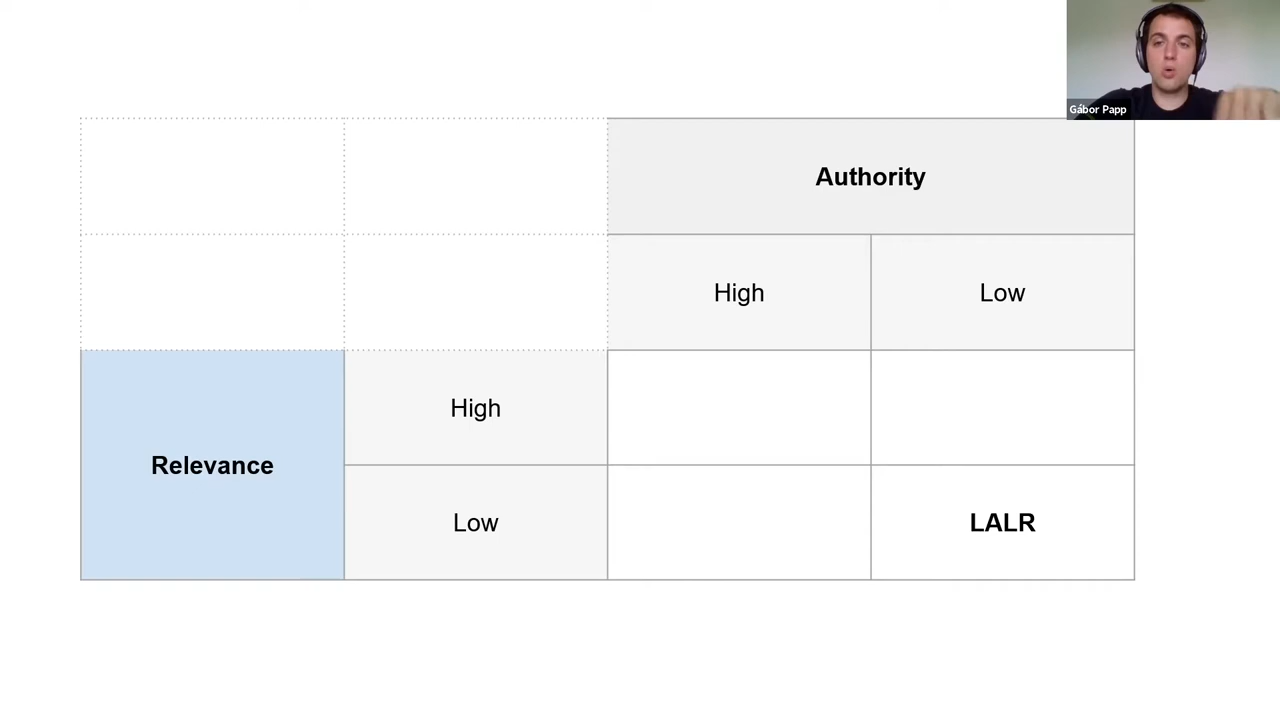 Gábor Papp
Authority
High
Low
Relevance
High
Low
LALR